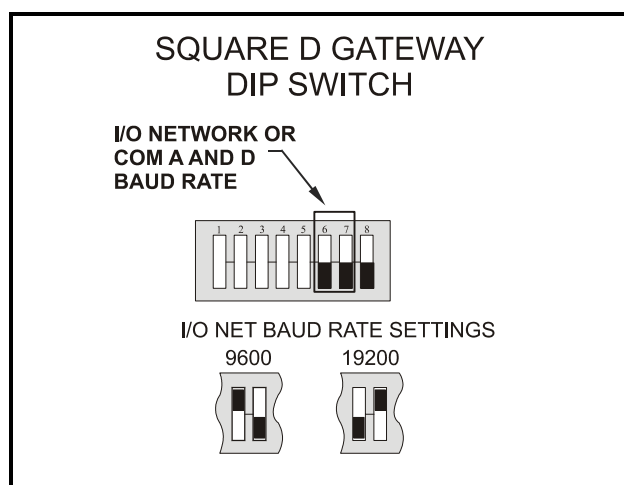 SQUARE D GATEWAY
DIP SWITCH
I/O NETWORK OR
COM A AND D
BAUD RATE
1 2 3 4 5 6 7 8
I/O NET BAUD RATE SETTINGS
9600 19200